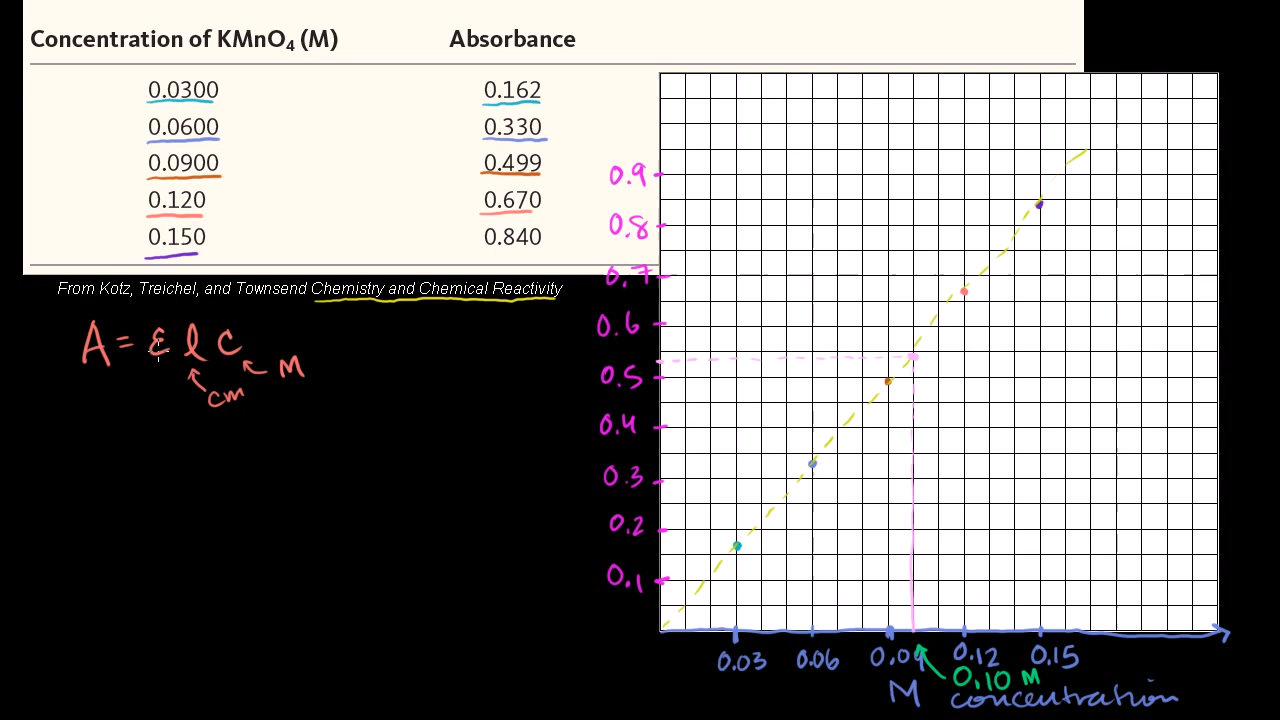 Concentration of KMnO₄ (M) Absorbance
0.0300 0.162
0.0600 0.330
0.0900 0.499
0.120 0.670
0.150 0.840
From Kotz, Treichel, and Townsend Chemistry and Chemical Reactivity
A = ε l c
cm
M
0.9
0.8
0.7
0.6
0.5
0.4
0.3
0.2
0.1
0.03 0.06 0.09 0.12 0.15
0.10 M
M concentration